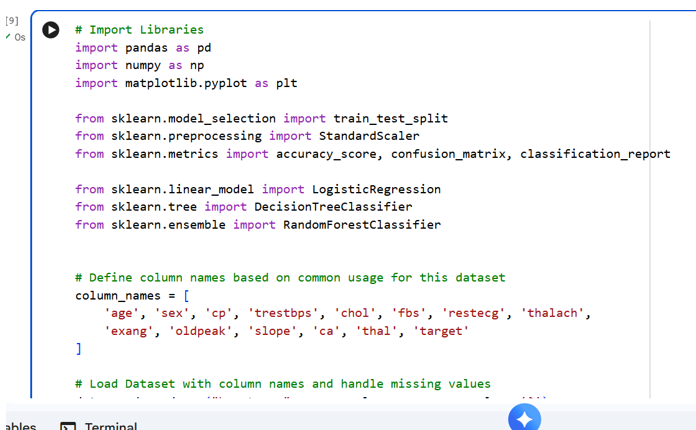 [9]
0s
# Import Libraries
import pandas as pd
import numpy as np
import matplotlib.pyplot as plt
from sklearn.model_selection import train_test_split
from sklearn.preprocessing import StandardScaler
from sklearn.metrics import accuracy_score, confusion_matrix, classification_report
from sklearn.linear_model import LogisticRegression
from sklearn.tree import DecisionTreeClassifier
from sklearn.ensemble import RandomForestClassifier
# Define column names based on common usage for this dataset
column_names = [
'age', 'sex', 'cp', 'trestbps', 'chol', 'fbs', 'restecg', 'thalach',
'exang', 'oldpeak', 'slope', 'ca', 'thal', 'target'
]
# Load Dataset with column names and handle missing values
Terminal